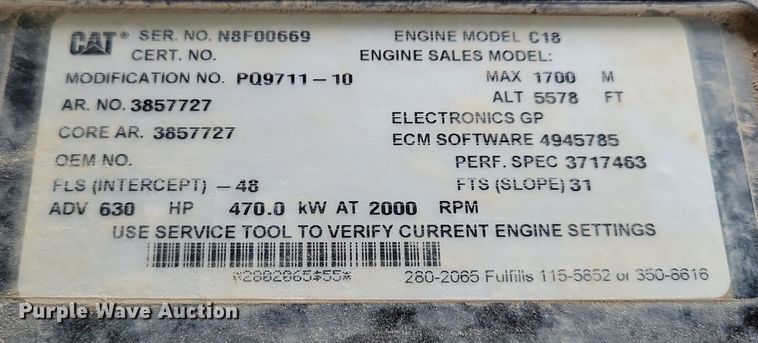 CAT® SER. NO. N8F00669 ENGINE MODEL C18
CERT. NO. ENGINE SALES MODEL:
MODIFICATION NO. PQ9711-10 MAX 1700 M
ALT 5578 FT
AR. NO. 3857727 ELECTRONICS GP
CORE AR. 3857727 ECM SOFTWARE 4945785
OEM NO. PERF. SPEC 3717463
FLS (INTERCEPT) -48 FTS (SLOPE) 31
ADV 630 HP 470.0 kW AT 2000 RPM
USE SERVICE TOOL TO VERIFY CURRENT ENGINE SETTINGS
*2802065$55* 280-2065 Fulfills 115-5852 or 350-6616
Purple Wave Auction